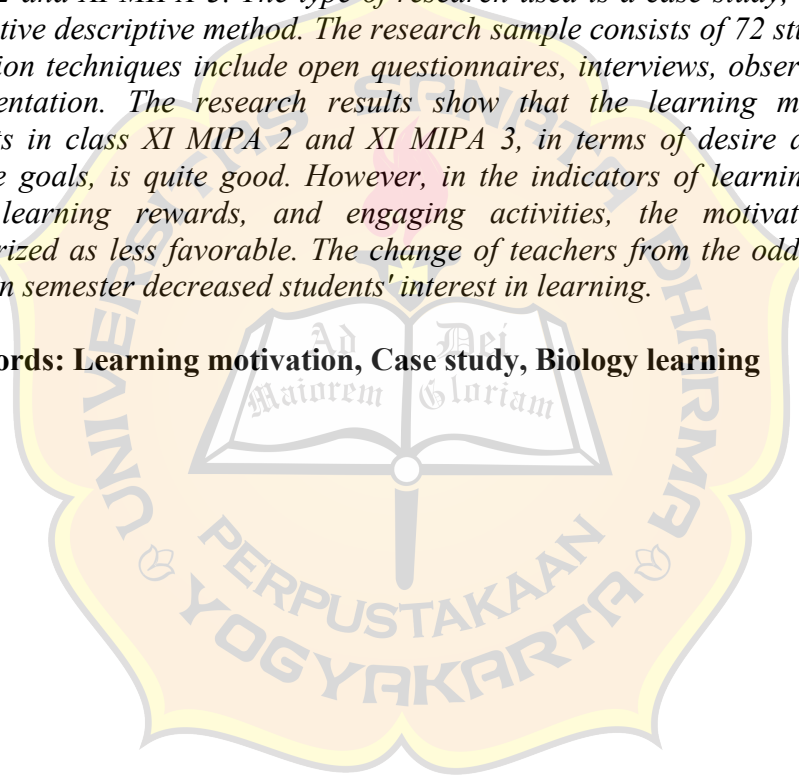 2 and XI MIPA 3. The type of research used is a case study,
tive descriptive method. The research sample consists of 72 stu
ion techniques include open questionnaires, interviews, obser
entation. The research results show that the learning m
ts in class XI MIPA 2 and XI MIPA 3, in terms of desire a
e goals, is quite good. However, in the indicators of learnin
learning rewards, and engaging activities, the motivat
rized as less favorable. The change of teachers from the odd
n semester decreased students' interest in learning.
ords: Learning motivation, Case study, Biology learning
UNIVERSITAS SANATA DHARMA
Ad Dei
Maiorem Gloriam
PERPUSTAKAAN
YOGYAKARTA